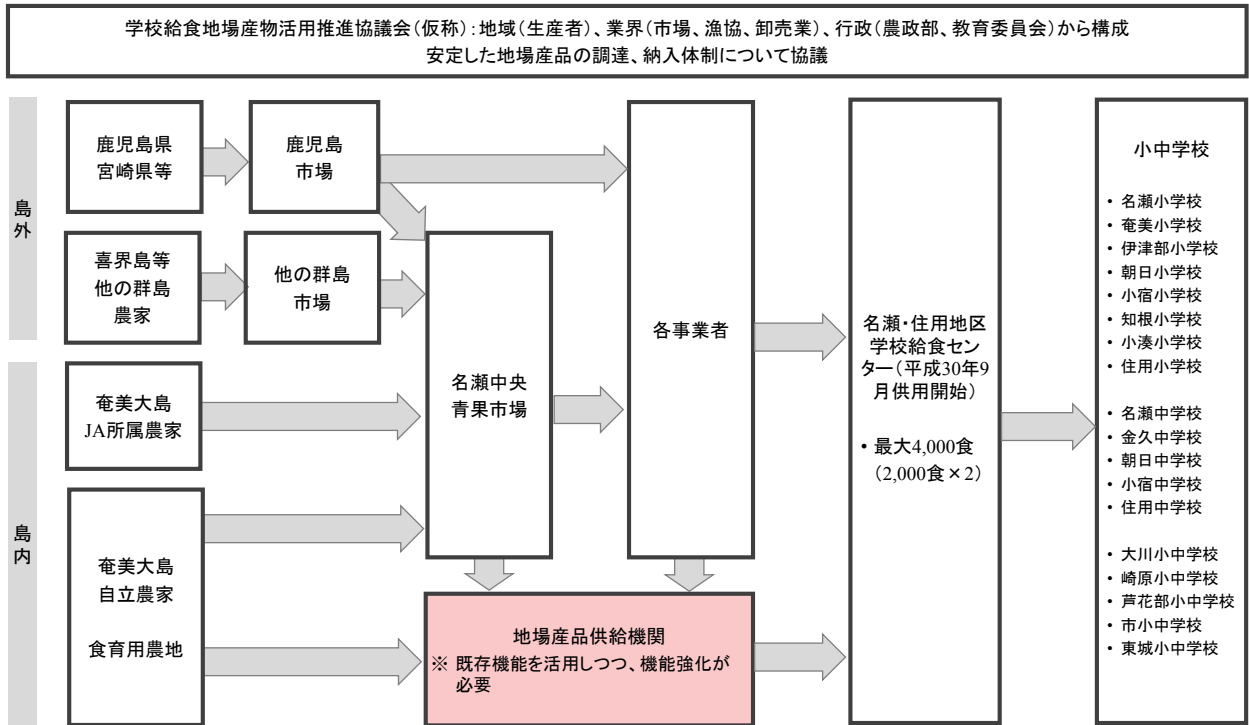 学校給食地場産物活用推進協議会（仮称）：地域（生産者）、業界（市場、漁協、卸売業）、行政（農政部、教育委員会）から構成
安定した地場産品の調達、納入体制について協議
島外
鹿児島県
宮崎県等
鹿児島
市場
喜界島等
他の群島
農家
他の群島
市場
島内
奄美大島
JA所属農家
奄美大島
自立農家
食育用農地
名瀬中央
青果市場
各事業者
地場産品供給機関
※ 既存機能を活用しつつ、機能強化が
必要
名瀬・住用地区
学校給食セン
ター（平成30年9
月供用開始）
・最大4,000食
（2,000食×2）
小中学校
• 名瀬小学校
• 奄美小学校
• 伊津部小学校
• 朝日小学校
• 小宿小学校
• 知根小学校
• 小湊小学校
• 住用小学校
• 名瀬中学校
• 金久中学校
• 朝日中学校
• 小宿中学校
• 住用中学校
• 大川小中学校
• 崎原小中学校
• 芦花部小中学校
• 市小中学校
• 東城小中学校